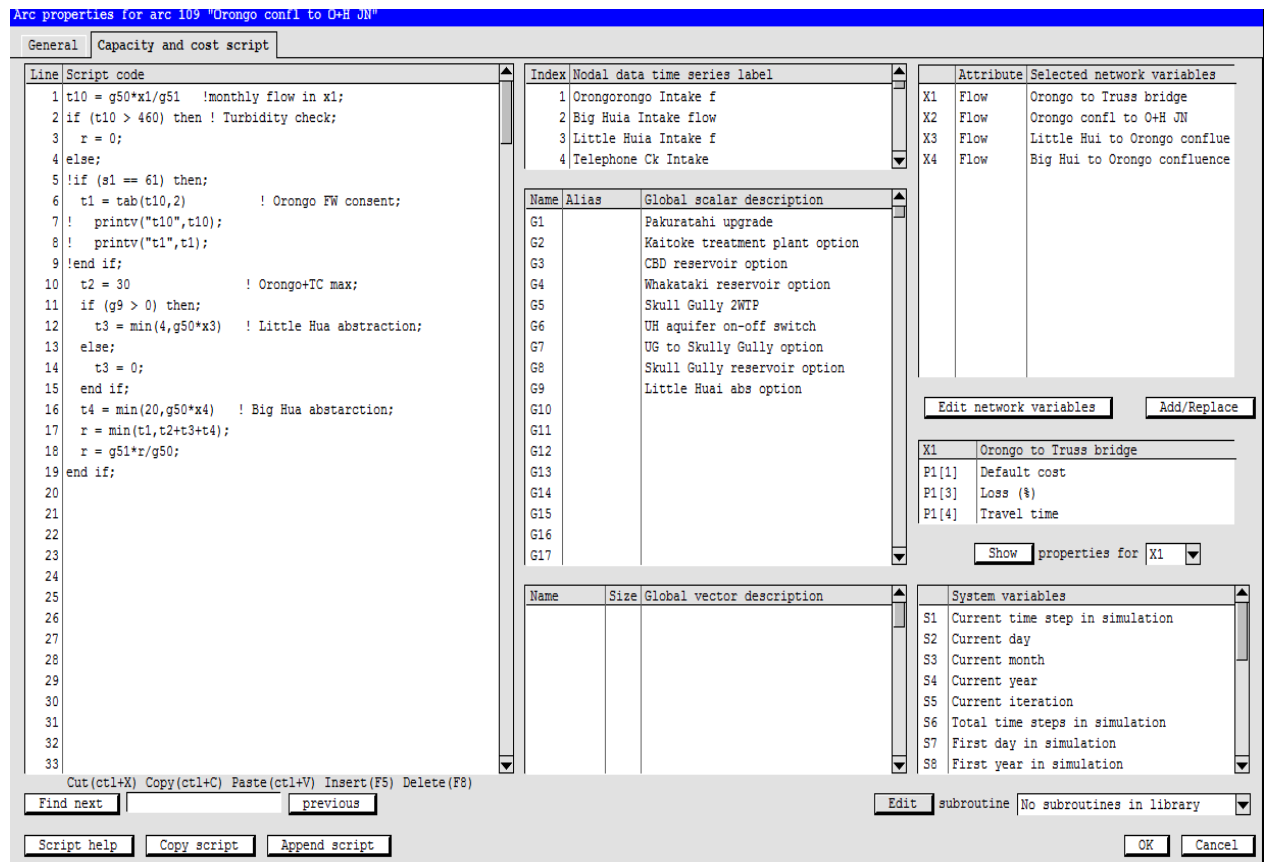 Arc properties for arc 109 "Orongo confl to O+H JN"
General Capacity and cost script
Line Script code
1 t10 = g50*x1/g51 !monthly flow in x1;
2 if (t10 > 460) then ! Turbidity check;
3 r = 0;
4 else;
5 !if (s1 == 61) then;
6 t1 = tab(t10,2) ! Orongo FW consent;
7 ! printv("t10",t10);
8 ! printv("t1",t1);
9 !end if;
10 t2 = 30 ! Orongo+TC max;
11 if (g9 > 0) then;
12 t3 = min(4,g50*x3) ! Little Hua abstraction;
13 else;
14 t3 = 0;
15 end if;
16 t4 = min(20,g50*x4) ! Big Hua abstarction;
17 r = min(t1,t2+t3+t4);
18 r = g51*r/g50;
19 end if;
20
21
22
23
24
25
26
27
28
29
30
31
32
33
Cut(ctl+X) Copy(ctl+C) Paste(ctl+V) Insert(F5) Delete(F8)
Find next previous
Script help Copy script Append script
Index Nodal data time series label
1 Orongorongo Intake f
2 Big Huia Intake flow
3 Little Huia Intake f
4 Telephone Ck Intake
Name Alias Global scalar description
G1 Pakuratahi upgrade
G2 Kaitoke treatment plant option
G3 CBD reservoir option
G4 Whakataki reservoir option
G5 Skull Gully 2WTP
G6 UH aquifer on-off switch
G7 UG to Skully Gully option
G8 Skull Gully reservoir option
G9 Little Huai abs option
G10
G11
G12
G13
G14
G15
G16
G17
Name Size Global vector description
Attribute Selected network variables
X1 Flow Orongo to Truss bridge
X2 Flow Orongo confl to O+H JN
X3 Flow Little Hui to Orongo conflue
X4 Flow Big Hui to Orongo confluence
Edit network variables Add/Replace
X1 Orongo to Truss bridge
P1[1] Default cost
P1[3] Loss (%)
P1[4] Travel time
Show properties for X1
System variables
S1 Current time step in simulation
S2 Current day
S3 Current month
S4 Current year
S5 Current iteration
S6 Total time steps in simulation
S7 First day in simulation
S8 First year in simulation
Edit subroutine No subroutines in library
OK Cancel